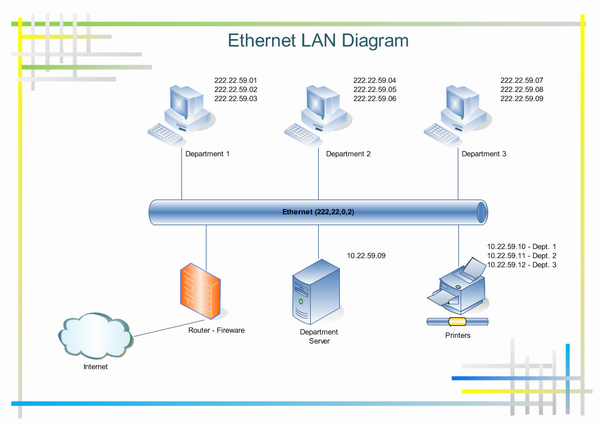 Ethernet LAN Diagram
222.22.59.01
222.22.59.02
222.22.59.03
222.22.59.04
222.22.59.05
222.22.59.06
222.22.59.07
222.22.59.08
222.22.59.09
Department 1
Department 2
Department 3
Ethernet (222,22,0,2)
10.22.59.09
10.22.59.10 - Dept. 1
10.22.59.11 - Dept. 2
10.22.59.12 - Dept. 3
Router - Fireware
Department
Server
Printers
Internet